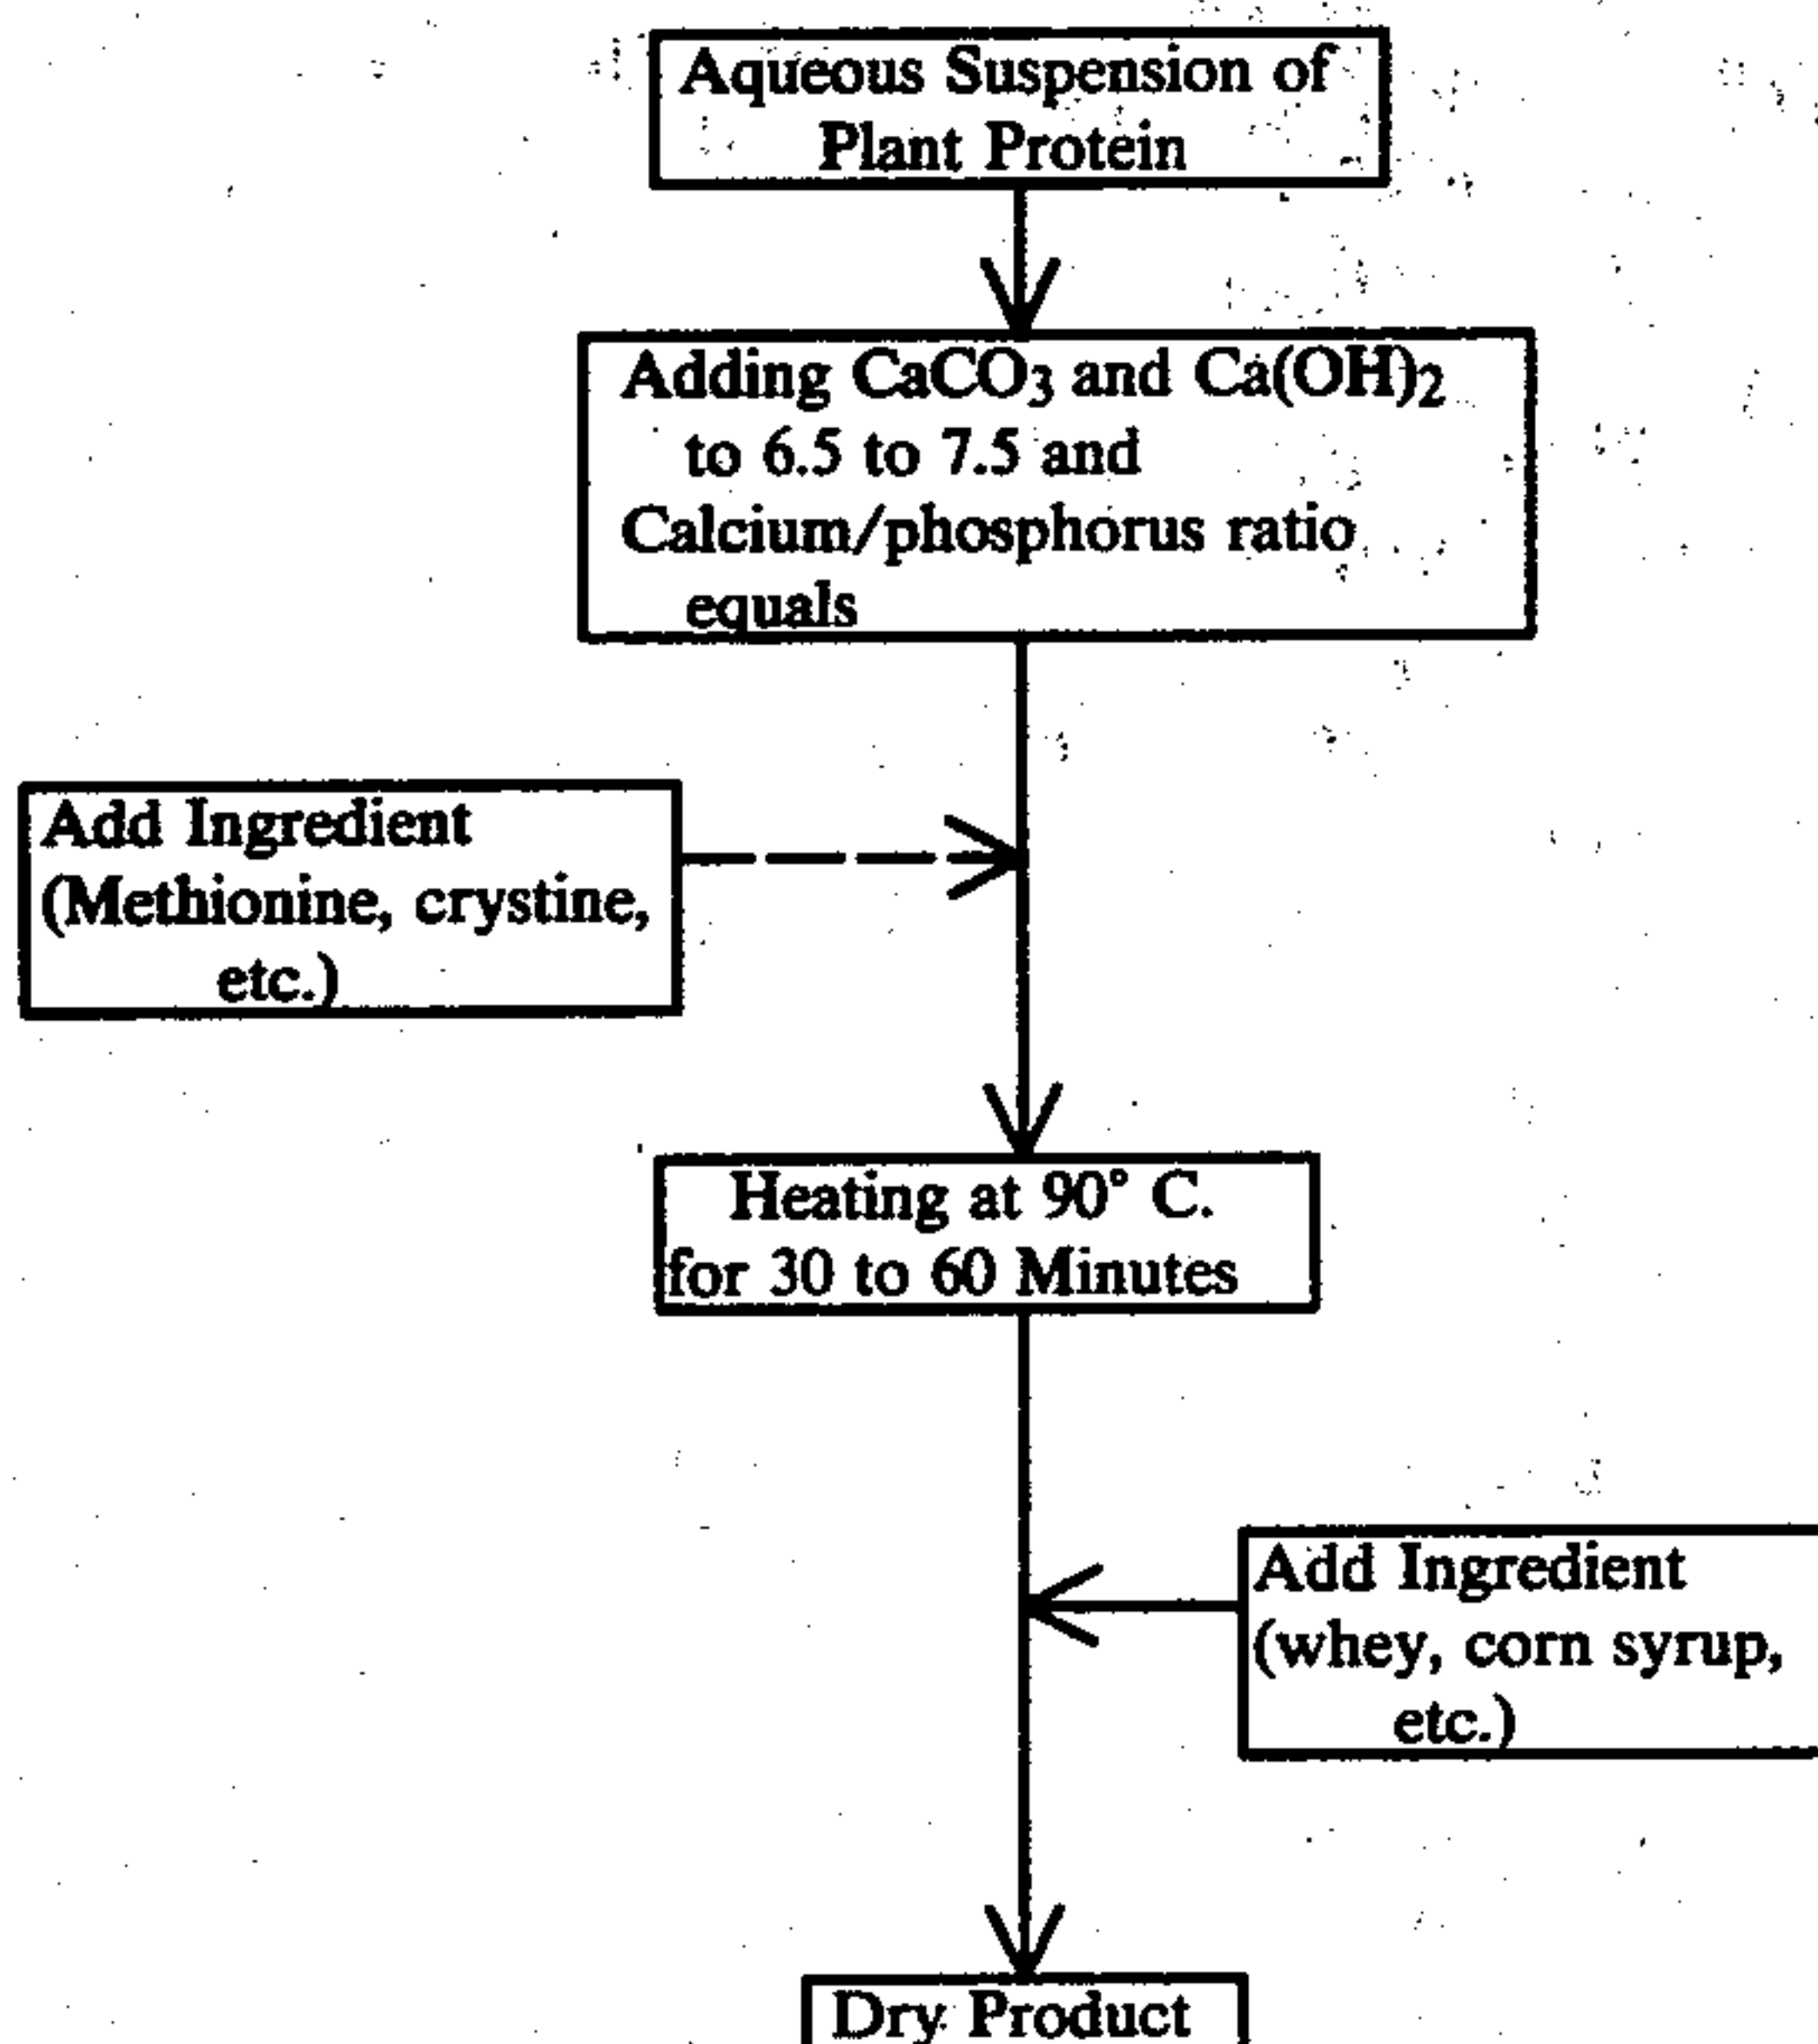 Aqueous Suspension of
Plant Protein
Adding CaCO₃ and Ca(OH)₂
to 6.5 to 7.5 and
Calcium/phosphorus ratio
equals
Add Ingredient
(Methionine, crystine,
etc.)
Heating at 90° C.
for 30 to 60 Minutes
Add Ingredient
(whey, corn syrup,
etc.)
Dry Product